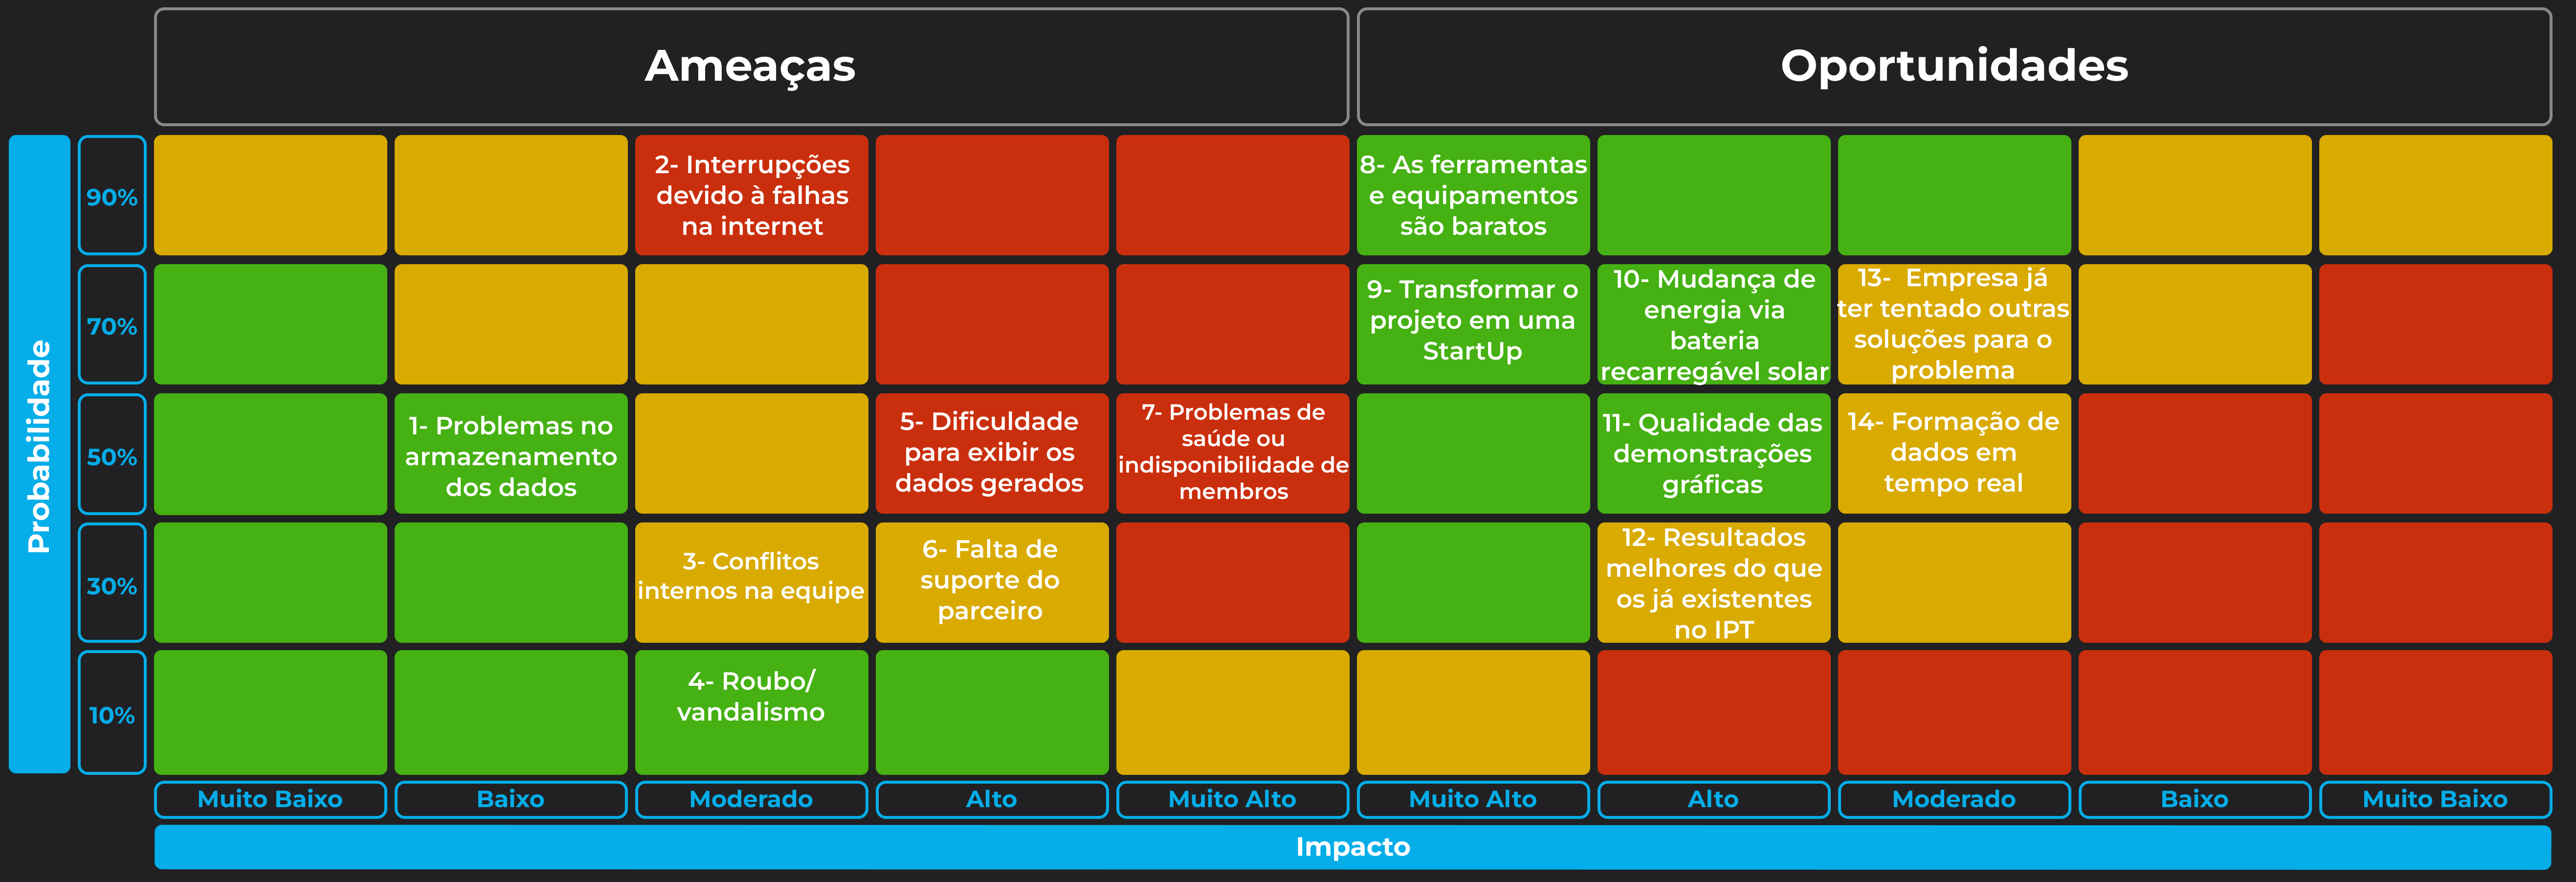 Ameaças
Oportunidades
Probabilidade
90%
2- Interrupções
devido à falhas
na internet
8- As ferramentas
e equipamentos
são baratos
70%
9- Transformar o
projeto em uma
StartUp
10- Mudança de
energia via
bateria
recarregável solar
13- Empresa já
ter tentado outras
soluções para o
problema
50%
1- Problemas no
armazenamento
dos dados
5- Dificuldade
para exibir os
dados gerados
7- Problemas de
saúde ou
indisponibilidade de
membros
11- Qualidade das
demonstrações
gráficas
14- Formação de
dados em
tempo real
30%
3- Conflitos
internos na equipe
6- Falta de
suporte do
parceiro
12- Resultados
melhores do que
os já existentes
no IPT
10%
4- Roubo/
vandalismo
Muito Baixo
Baixo
Moderado
Alto
Muito Alto
Muito Alto
Alto
Moderado
Baixo
Muito Baixo
Impacto